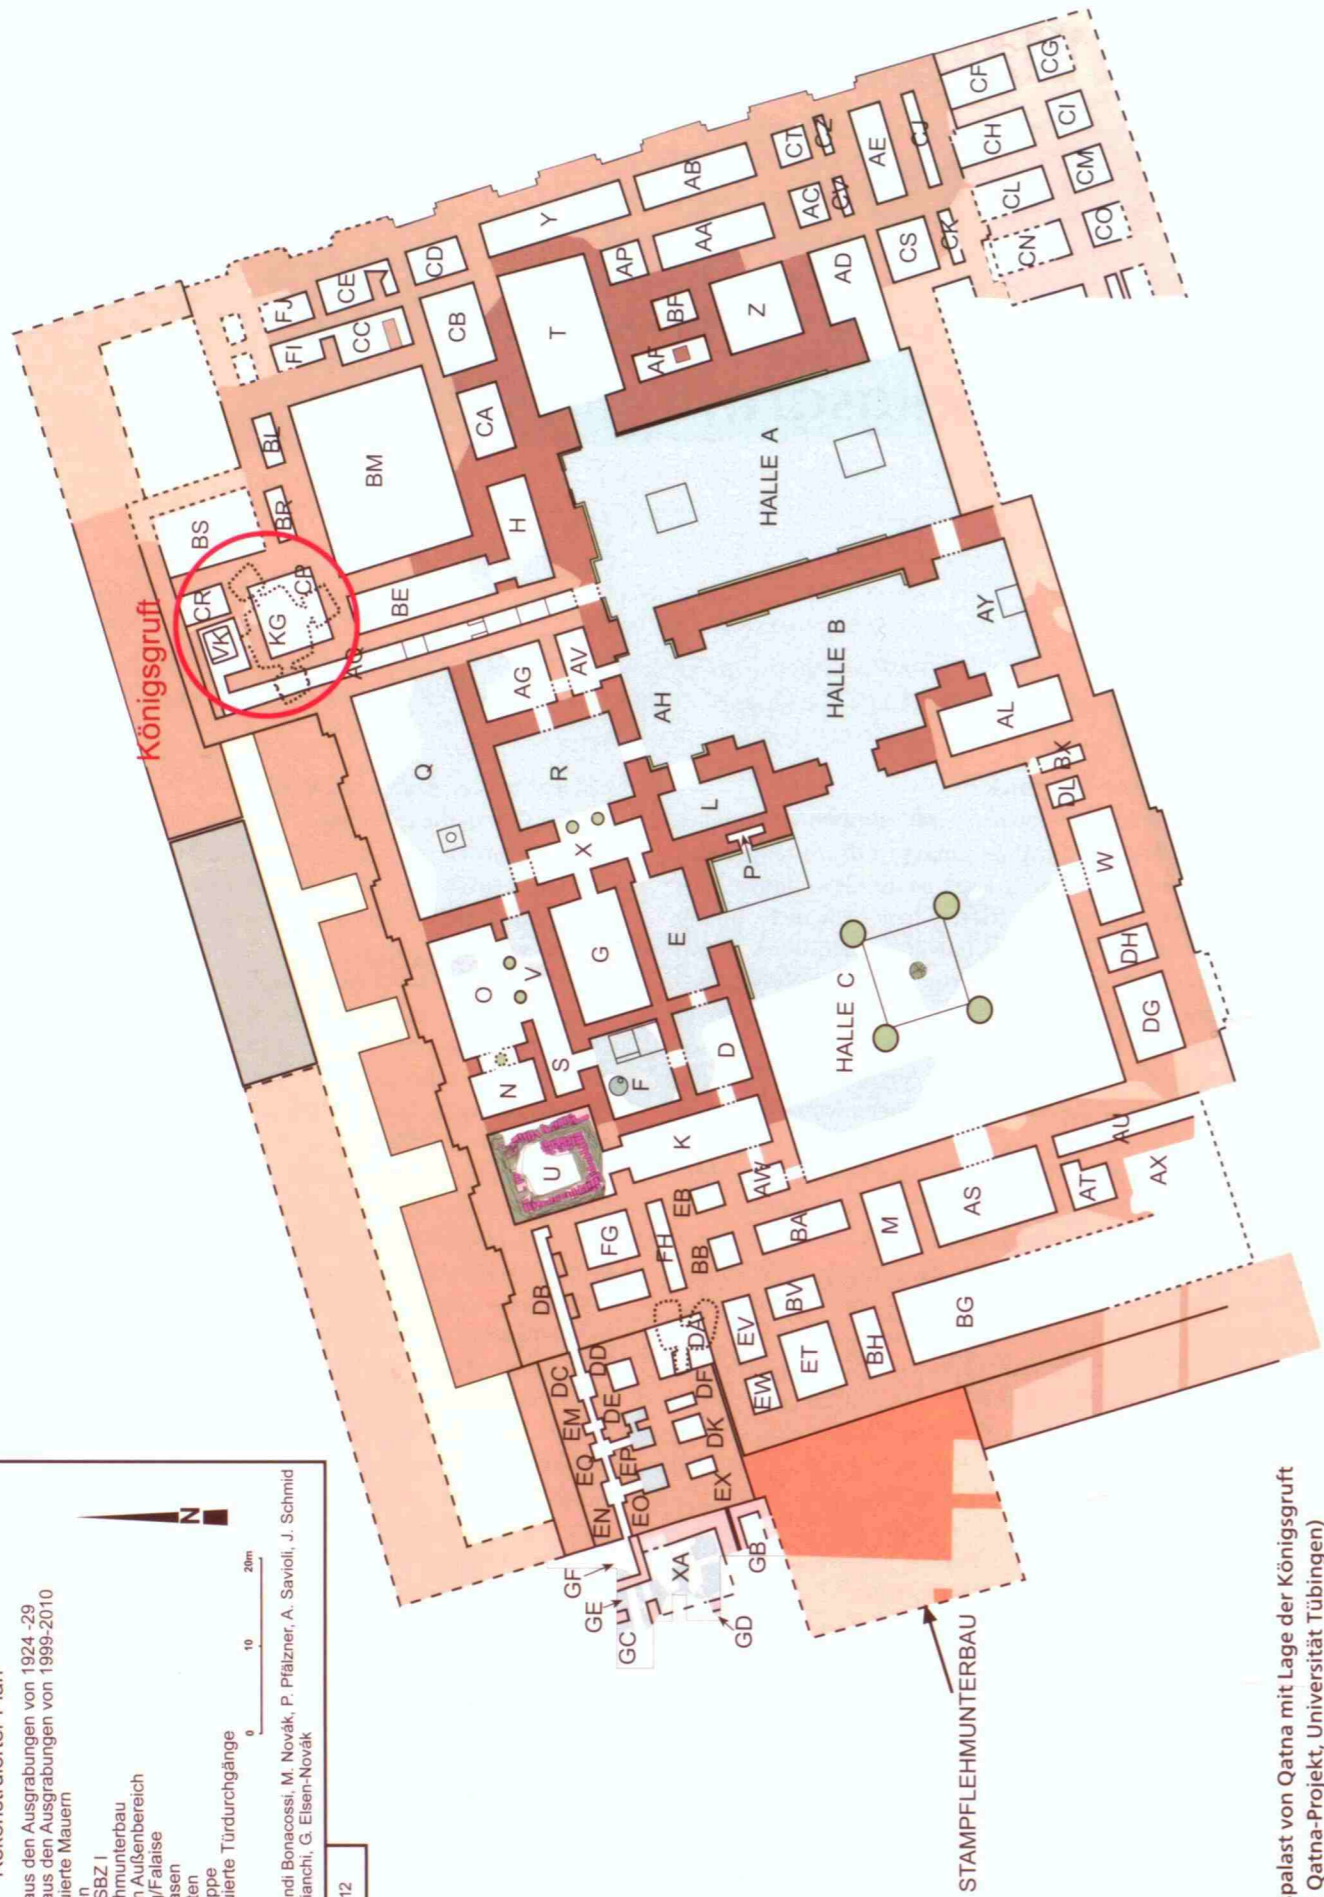 aus den Ausgrabungen von 1924 -29
aus den Ausgrabungen von 1999-2010
ierte Mauern
SBZ I
hmunterbau
n Außenbereich
/Falaise
asen
ten
ppe
uierte Türdurchgänge
0 10 20m
N
ndi Bonacossi, M. Novák, P. Pfälzner, A. Savioli, J. Schmid
ianchi, G. Elsen-Novák
12
Königsgruft
VK
CR
BS
KG
CP
BR
BL
AQ
BE
BM
FI
FJ
CC
CE
CB
CD
CA
H
T
Y
Q
AG
AV
R
X
O
V
N
S
G
F
E
D
L
P
AH
U
K
AW
DB
FG
FH
EB
BB
DC
DD
EM
DE
EQ
EP
EN
EO
DA
DF
DK
EX
GF
GE
GC
XA
GD
GB
EV
EW
BV
ET
BH
BA
M
BG
AS
AT
AU
AX
HALLE A
HALLE B
HALLE C
AY
AL
BX
DL
W
DH
DG
AP
AF
BF
Z
AA
AB
AC
CT
CZ
CV
AD
AE
CJ
CS
CK
CF
CG
CH
CI
CL
CM
CN
CO
STAMPFLEHMUNTERBAU
palast von Qatna mit Lage der Königsgruft
Qatna-Projekt, Universität Tübingen)